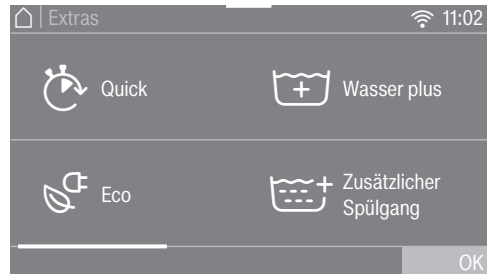 Extras
11:02
Quick
Wasser plus
Eco
Zusätzlicher
Spülgang
OK